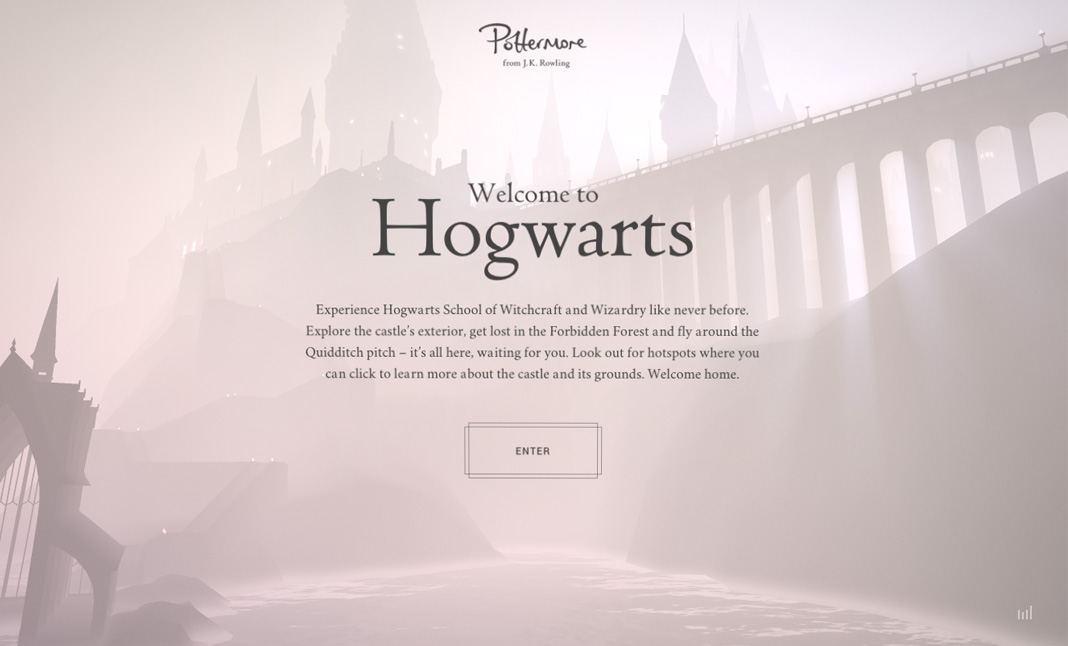 Pottermore
from J.K. Rowling
Welcome to
Hogwarts
Experience Hogwarts School of Witchcraft and Wizardry like never before.
Explore the castle’s exterior, get lost in the Forbidden Forest and fly around the
Quidditch pitch – it’s all here, waiting for you. Look out for hotspots where you
can click to learn more about the castle and its grounds. Welcome home.
ENTER